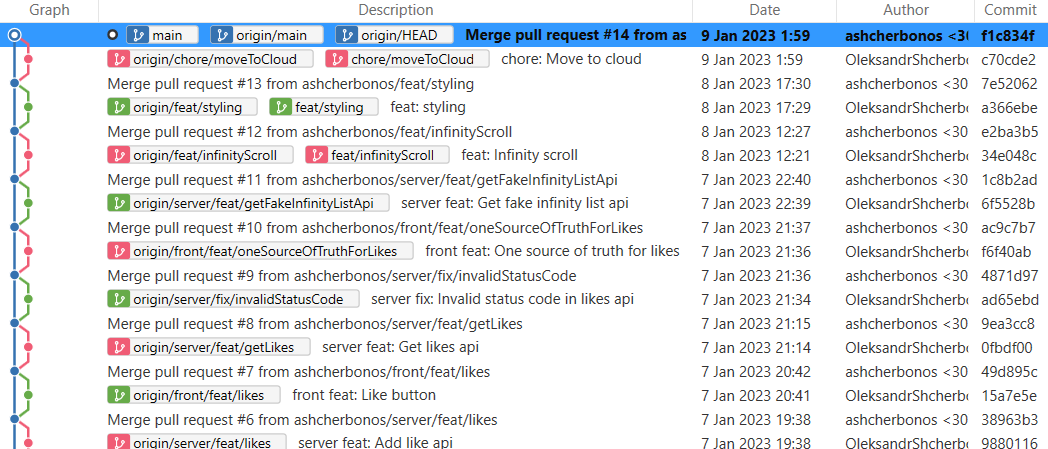 Graph Description Date Author Commit
main origin/main origin/HEAD Merge pull request #14 from as 9 Jan 2023 1:59 ashcherbonos <30 f1c834f
origin/chore/moveToCloud chore/moveToCloud chore: Move to cloud 9 Jan 2023 1:59 OleksandrShcherbo c70cde2
Merge pull request #13 from ashcherbonos/feat/styling 8 Jan 2023 17:30 ashcherbonos <30 7e52062
origin/feat/styling feat/styling feat: styling 8 Jan 2023 17:29 OleksandrShcherbo a366ebe
Merge pull request #12 from ashcherbonos/feat/infinityScroll 8 Jan 2023 12:27 ashcherbonos <30 e2ba3b5
origin/feat/infinityScroll feat/infinityScroll feat: Infinity scroll 8 Jan 2023 12:21 OleksandrShcherbo 34e048c
Merge pull request #11 from ashcherbonos/server/feat/getFakeInfinityListApi 7 Jan 2023 22:40 ashcherbonos <30 1c8b2ad
origin/server/feat/getFakeInfinityListApi server feat: Get fake infinity list api 7 Jan 2023 22:39 OleksandrShcherbo 6f5528b
Merge pull request #10 from ashcherbonos/front/feat/oneSourceOfTruthForLikes 7 Jan 2023 21:37 ashcherbonos <30 ac9c7b7
origin/front/feat/oneSourceOfTruthForLikes front feat: One source of truth for likes 7 Jan 2023 21:36 OleksandrShcherbo f6f40ab
Merge pull request #9 from ashcherbonos/server/fix/invalidStatusCode 7 Jan 2023 21:36 ashcherbonos <30 4871d97
origin/server/fix/invalidStatusCode server fix: Invalid status code in likes api 7 Jan 2023 21:34 OleksandrShcherbo ad65ebd
Merge pull request #8 from ashcherbonos/server/feat/getLikes 7 Jan 2023 21:15 ashcherbonos <30 9ea3cc8
origin/server/feat/getLikes server feat: Get likes api 7 Jan 2023 21:14 OleksandrShcherbo 0fbdf00
Merge pull request #7 from ashcherbonos/front/feat/likes 7 Jan 2023 20:42 ashcherbonos <30 49d895c
origin/front/feat/likes front feat: Like button 7 Jan 2023 20:41 OleksandrShcherbo 15a7e5e
Merge pull request #6 from ashcherbonos/server/feat/likes 7 Jan 2023 19:38 ashcherbonos <30 38963b3
origin/server/feat/likes server feat: Add like api 7 Jan 2023 19:38 OleksandrShcherbo 9880116